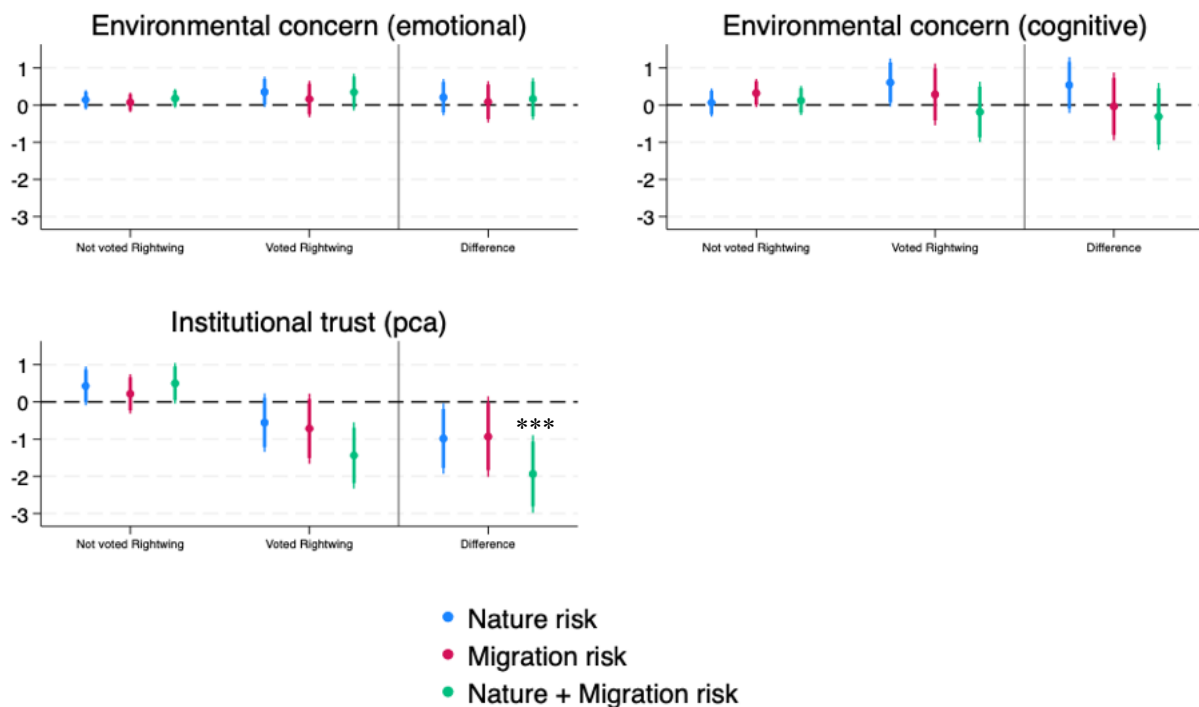 Environmental concern (emotional)
1
0
-1
-2
-3
Not voted Rightwing
Voted Rightwing
Difference
Environmental concern (cognitive)
1
0
-1
-2
-3
Not voted Rightwing
Voted Rightwing
Difference
Institutional trust (pca)
1
0
-1
-2
-3
***
Not voted Rightwing
Voted Rightwing
Difference
Nature risk
Migration risk
Nature + Migration risk